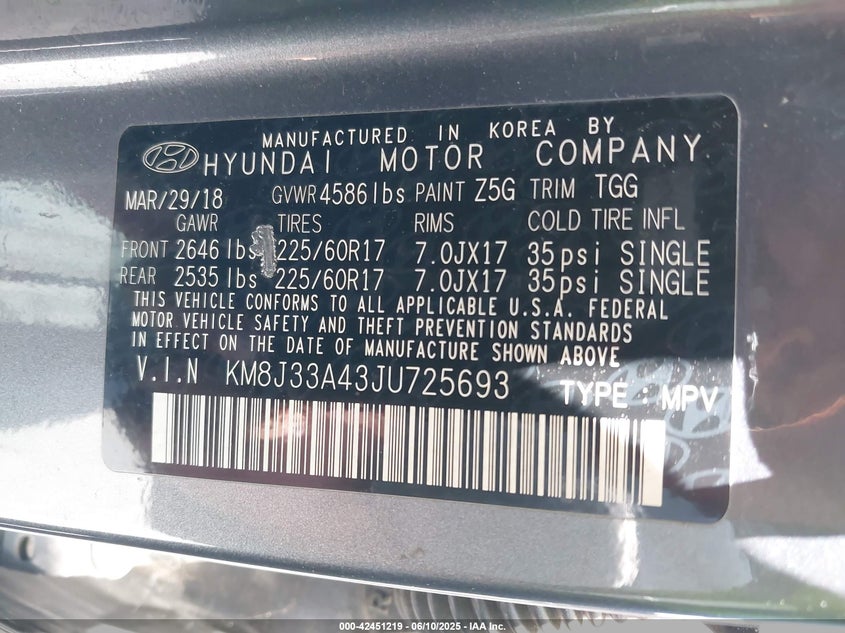 MANUFACTURED IN KOREA BY
HYUNDAI MOTOR COMPANY
MAR/29/18 GVWR 4586 lbs PAINT Z5G TRIM TGG
GAWR TIRES RIMS COLD TIRE INFL
FRONT 2646 lbs 225/60R17 7.0JX17 35psi SINGLE
REAR 2535 lbs 225/60R17 7.0JX17 35psi SINGLE
THIS VEHICLE CONFORMS TO ALL APPLICABLE U.S.A. FEDERAL
MOTOR VEHICLE SAFETY AND THEFT PREVENTION STANDARDS
IN EFFECT ON THE DATE OF MANUFACTURE SHOWN ABOVE
V.I.N KM8J33A43JU725693 TYPE : MPV
000-42451219 - 06/10/2025 - IAA Inc.